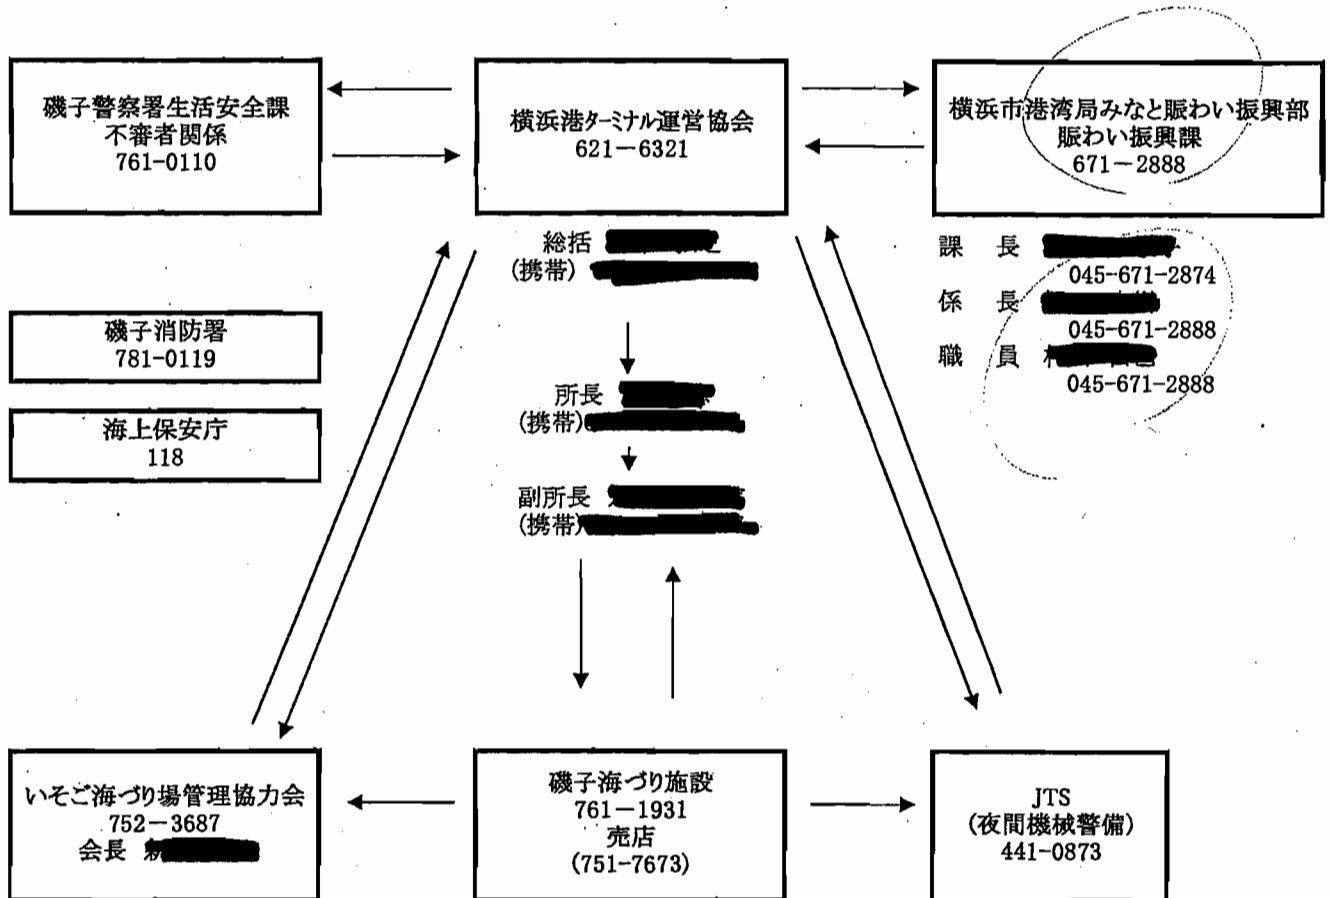 磯子警察署生活安全課
不審者関係
761-0110
横浜港ターミナル運営協会
621-6321
横浜市港湾局みなと賑わい振興部
賑わい振興課
671-2888
総括
(携帯)
課　長
045-671-2874
係　長
045-671-2888
職　員
045-671-2888
磯子消防署
781-0119
海上保安庁
118
所長
(携帯)
副所長
(携帯)
いそご海づり場管理協力会
752-3687
会長
磯子海づり施設
761-1931
売店
(751-7673)
JTS
(夜間機械警備)
441-0873